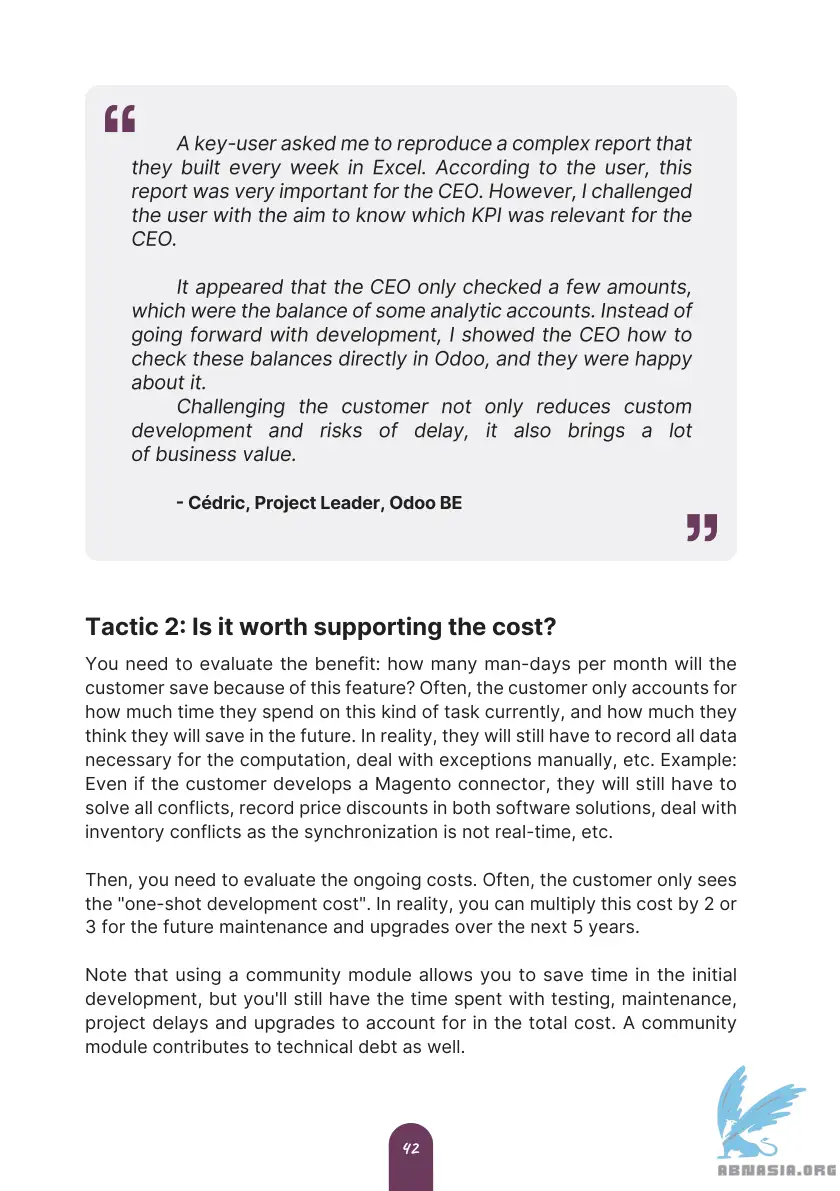 “
A key-user asked me to reproduce a complex report that
they built every week in Excel. According to the user, this
report was very important for the CEO. However, I challenged
the user with the aim to know which KPI was relevant for the
CEO.
It appeared that the CEO only checked a few amounts,
which were the balance of some analytic accounts. Instead of
going forward with development, I showed the CEO how to
check these balances directly in Odoo, and they were happy
about it.
Challenging the customer not only reduces custom
development and risks of delay, it also brings a lot
of business value.
- Cédric, Project Leader, Odoo BE
”
Tactic 2: Is it worth supporting the cost?
You need to evaluate the benefit: how many man-days per month will the
customer save because of this feature? Often, the customer only accounts for
how much time they spend on this kind of task currently, and how much they
think they will save in the future. In reality, they will still have to record all data
necessary for the computation, deal with exceptions manually, etc. Example:
Even if the customer develops a Magento connector, they will still have to
solve all conflicts, record price discounts in both software solutions, deal with
inventory conflicts as the synchronization is not real-time, etc.
Then, you need to evaluate the ongoing costs. Often, the customer only sees
the "one-shot development cost". In reality, you can multiply this cost by 2 or
3 for the future maintenance and upgrades over the next 5 years.
Note that using a community module allows you to save time in the initial
development, but you'll still have the time spent with testing, maintenance,
project delays and upgrades to account for in the total cost. A community
module contributes to technical debt as well.
42
ABNASIA.ORG